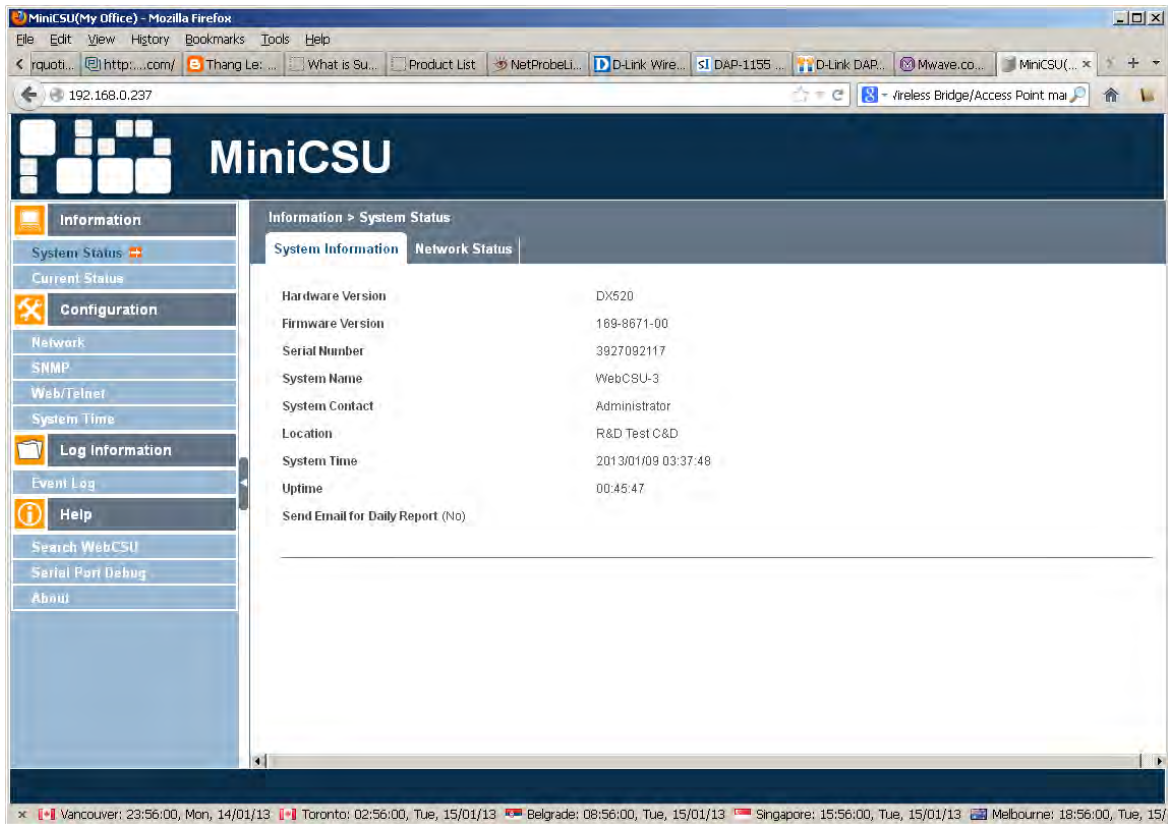 MiniCSU(My Office) - Mozilla Firefox
File Edit View History Bookmarks Tools Help
rquoti... http:....com/ Thang Le: ... What is Su... Product List NetProbeLi... D-Link Wire... DAP-1155 ... D-Link DAP... Mwave.co... MiniCSU(...
192.168.0.237
/ireless Bridge/Access Point mai
MiniCSU
Information
System Status
Current Status
Configuration
Network
SNMP
Web/Telnet
System Time
Log Information
Event Log
Help
Search WebCSU
Serial Port Debug
About
Information > System Status
System Information Network Status
Hardware Version DX520
Firmware Version 169-8671-00
Serial Number 3927092117
System Name WebCSU-3
System Contact Administrator
Location R&D Test C&D
System Time 2013/01/09 03:37:48
Uptime 00:45:47
Send Email for Daily Report (No)
Vancouver: 23:56:00, Mon, 14/01/13 Toronto: 02:56:00, Tue, 15/01/13 Belgrade: 08:56:00, Tue, 15/01/13 Singapore: 15:56:00, Tue, 15/01/13 Melbourne: 18:56:00, Tue, 15/